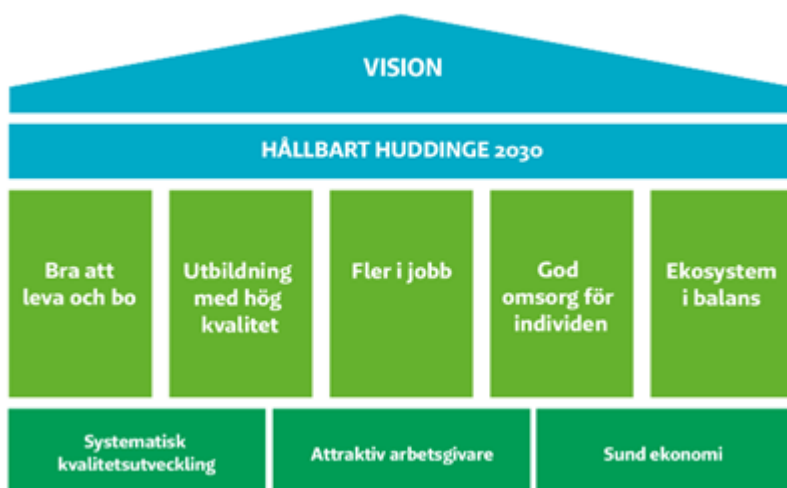 VISION
HÅLLBART HUDDINGE 2030
Bra att
leva och bo
Utbildning
med hög
kvalitet
Fler i jobb
God
omsorg för
individen
Ekosystem
i balans
Systematisk
kvalitetsutveckling
Attraktiv arbetsgivare
Sund ekonomi